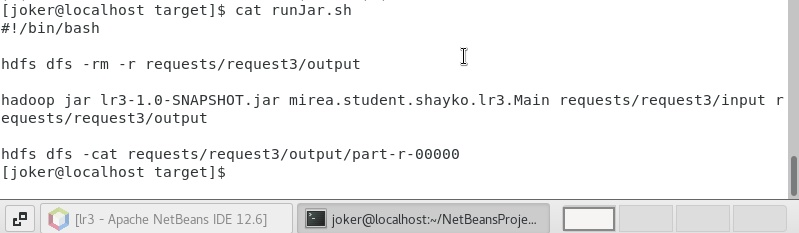 [joker@localhost target]$ cat runJar.sh
#!/bin/bash
hdfs dfs -rm -r requests/request3/output
hadoop jar lr3-1.0-SNAPSHOT.jar mirea.student.shayko.lr3.Main requests/request3/input r
equests/request3/output
hdfs dfs -cat requests/request3/output/part-r-00000
[joker@localhost target]$
[lr3 - Apache NetBeans IDE 12.6]
joker@localhost:~/NetBeansProje...